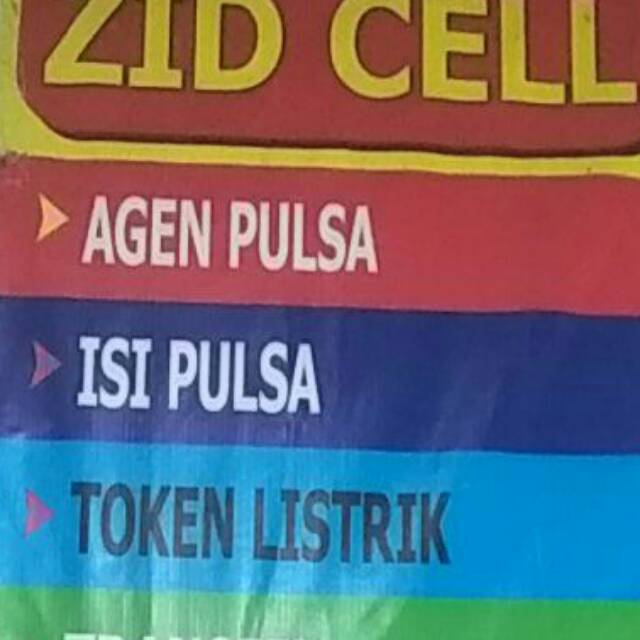 ZID CELL
AGEN PULSA
ISI PULSA
TOKEN LISTRIK